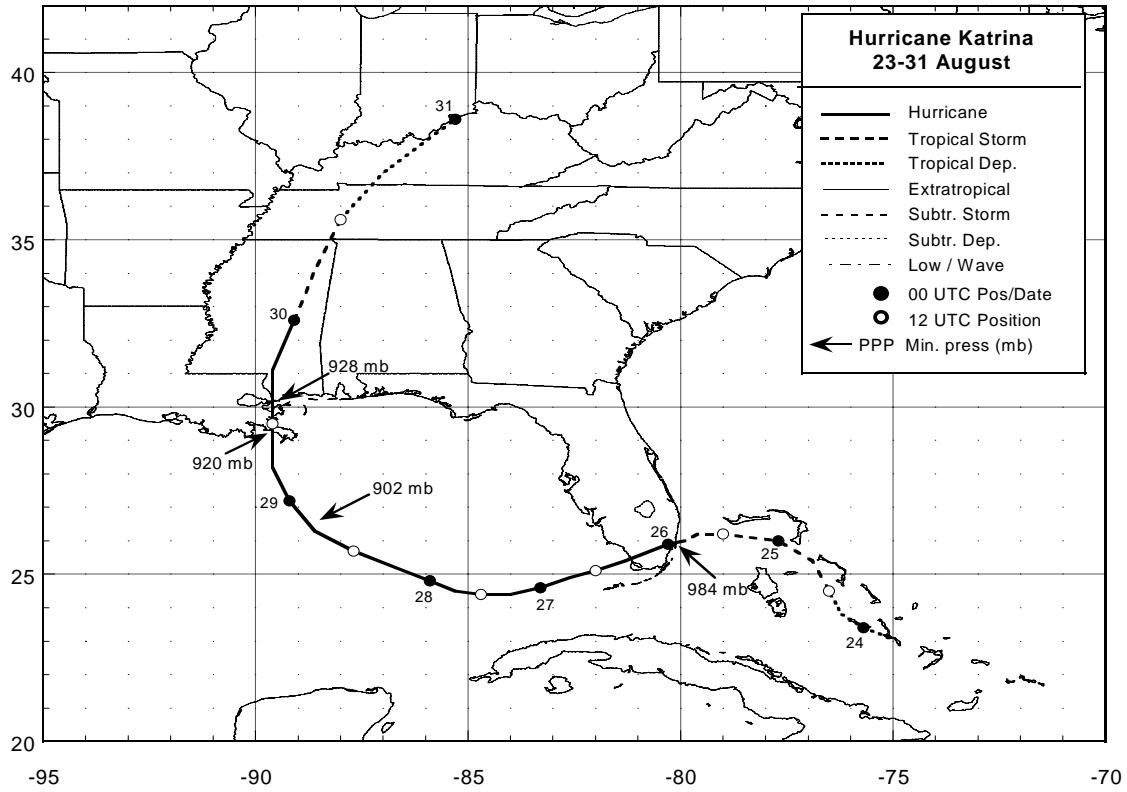 Hurricane Katrina
23-31 August
Hurricane
Tropical Storm
Tropical Dep.
Extratropical
Subtr. Storm
Subtr. Dep.
Low / Wave
00 UTC Pos/Date
12 UTC Position
PPP Min. press (mb)
40
31
35
30
928 mb
30
920 mb
902 mb
29
26
25
25
28
27
984 mb
24
20
-95
-90
-85
-80
-75
-70